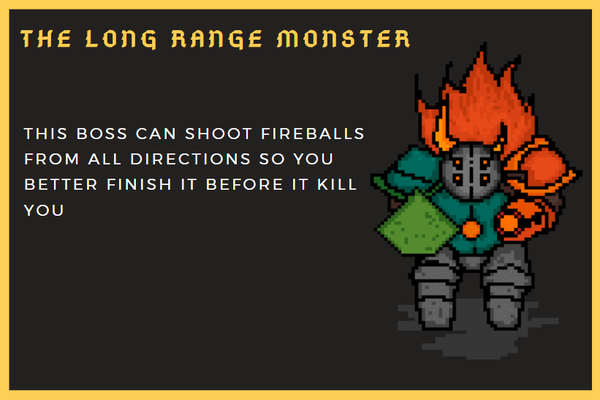 THE LONG RANGE MONSTER
THIS BOSS CAN SHOOT FIREBALLS
FROM ALL DIRECTIONS SO YOU
BETTER FINISH IT BEFORE IT KILL
YOU